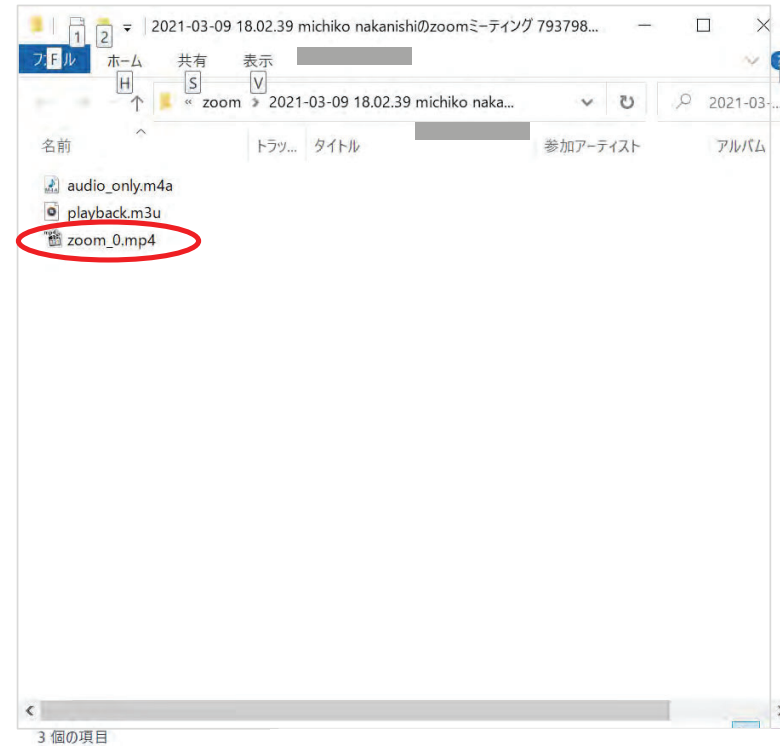 1 2 2021-03-09 18.02.39 michiko nakanishiのzoomミーティング 793798...
ファイル ホーム 共有 表示
F H S V
« zoom › 2021-03-09 18.02.39 michiko naka... 2021-03-...
名前 トラッ... タイトル 参加アーティスト アルバム
audio_only.m4a
playback.m3u
zoom_0.mp4
3 個の項目